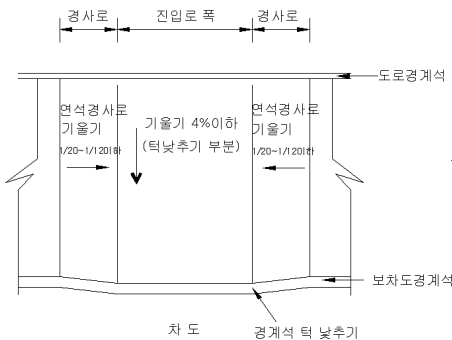 경사로 진입로 폭 경사로
도로경계석
연석경사로
기울기
1/20~1/12이하
기울기 4%이하
(턱낮추기 부분)
연석경사로
기울기
1/20~1/12이하
보차도경계석
차 도
경계석 턱 낮추기